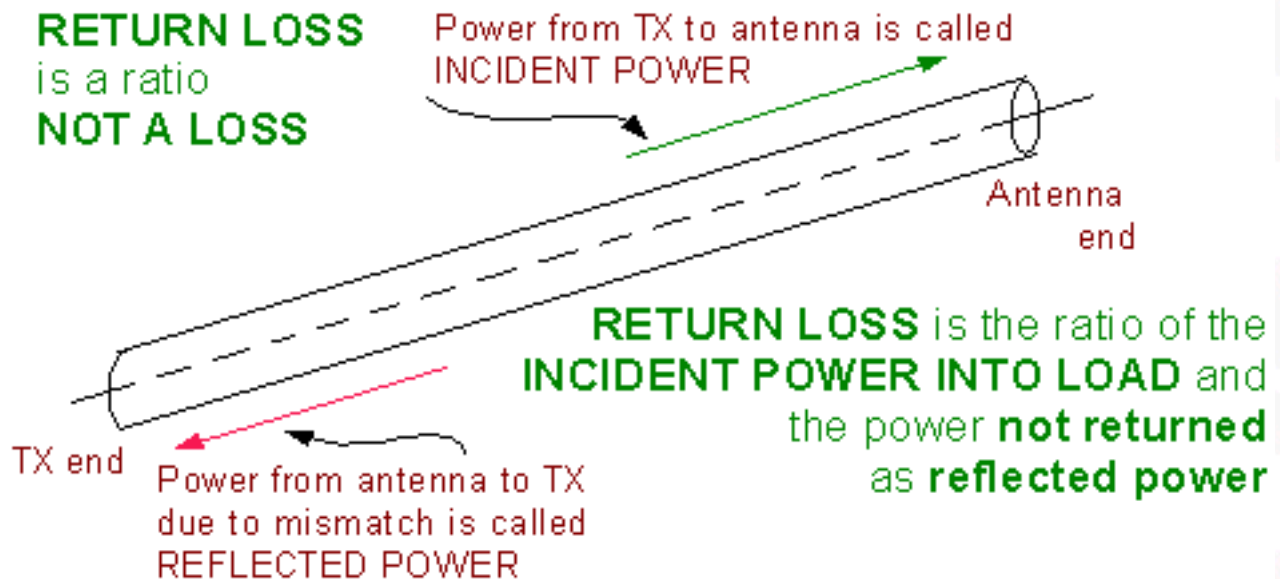 RETURN LOSS
is a ratio
NOT A LOSS
Power from TX to antenna is called
INCIDENT POWER
Antenna
end
RETURN LOSS is the ratio of the
INCIDENT POWER INTO LOAD and
the power not returned
as reflected power
TX end
Power from antenna to TX
due to mismatch is called
REFLECTED POWER